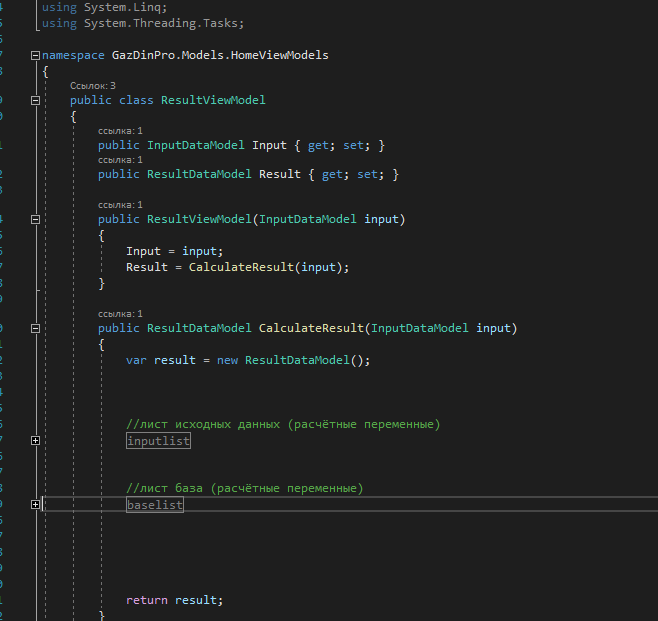 using System.Linq;
using System.Threading.Tasks;
namespace GazDinPro.Models.HomeViewModels
{
Ссылок: 3
public class ResultViewModel
{
ссылка: 1
public InputDataModel Input { get; set; }
ссылка: 1
public ResultDataModel Result { get; set; }
ссылка: 1
public ResultViewModel(InputDataModel input)
{
Input = input;
Result = CalculateResult(input);
}
ссылка: 1
public ResultDataModel CalculateResult(InputDataModel input)
{
var result = new ResultDataModel();
//лист исходных данных (расчётные переменные)
inputlist
//лист база (расчётные переменные)
baselist
return result;
}